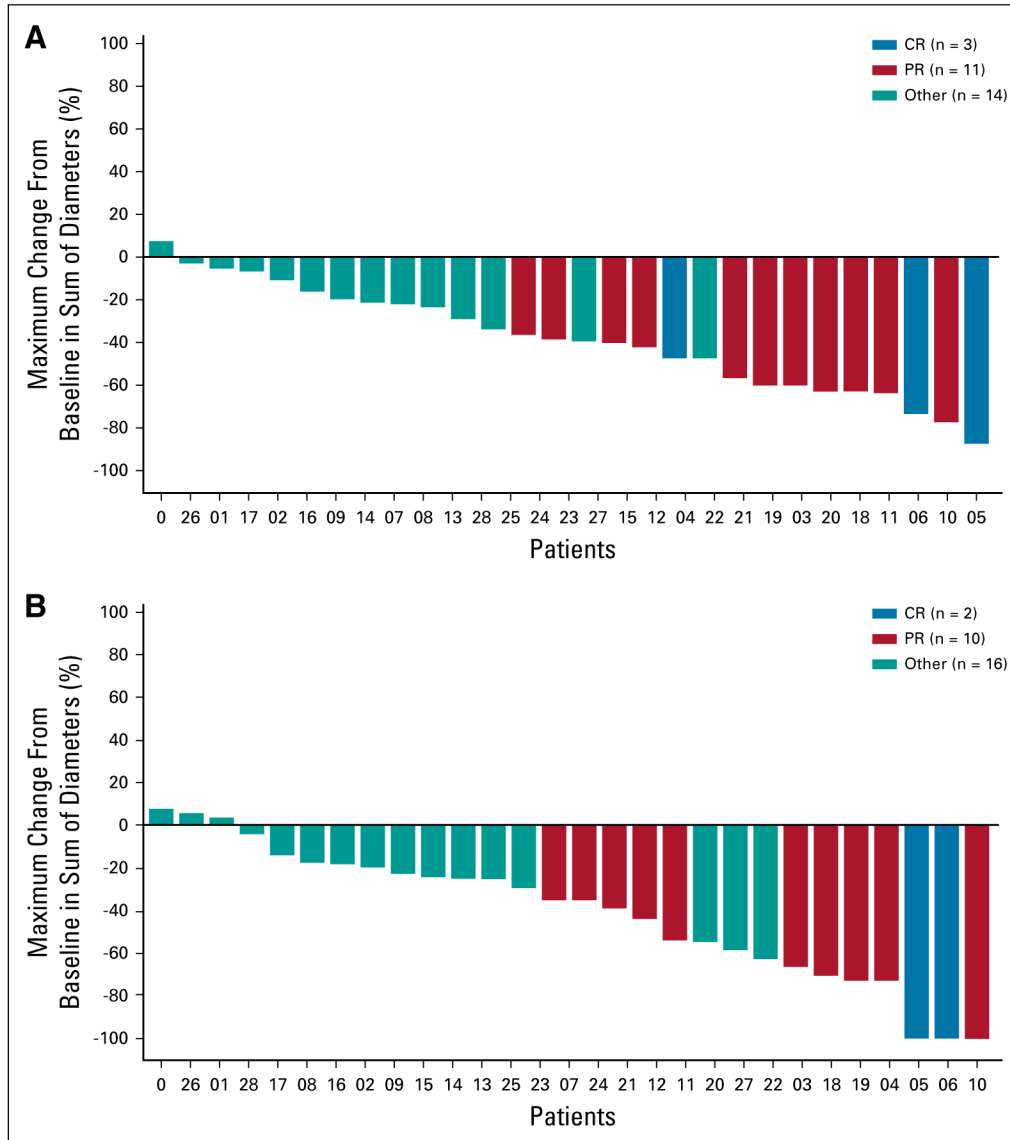 A
Maximum Change From
Baseline in Sum of Diameters (%)
100
80
60
40
20
0
-20
-40
-60
-80
-100
CR (n = 3)
PR (n = 11)
Other (n = 14)
0 26 01 17 02 16 09 14 07 08 13 28 25 24 23 27 15 12 04 22 21 19 03 20 18 11 06 10 05
Patients
B
Maximum Change From
Baseline in Sum of Diameters (%)
100
80
60
40
20
0
-20
-40
-60
-80
-100
CR (n = 2)
PR (n = 10)
Other (n = 16)
0 26 01 28 17 08 16 02 09 15 14 13 25 23 07 24 21 12 11 20 27 22 03 18 19 04 05 06 10
Patients